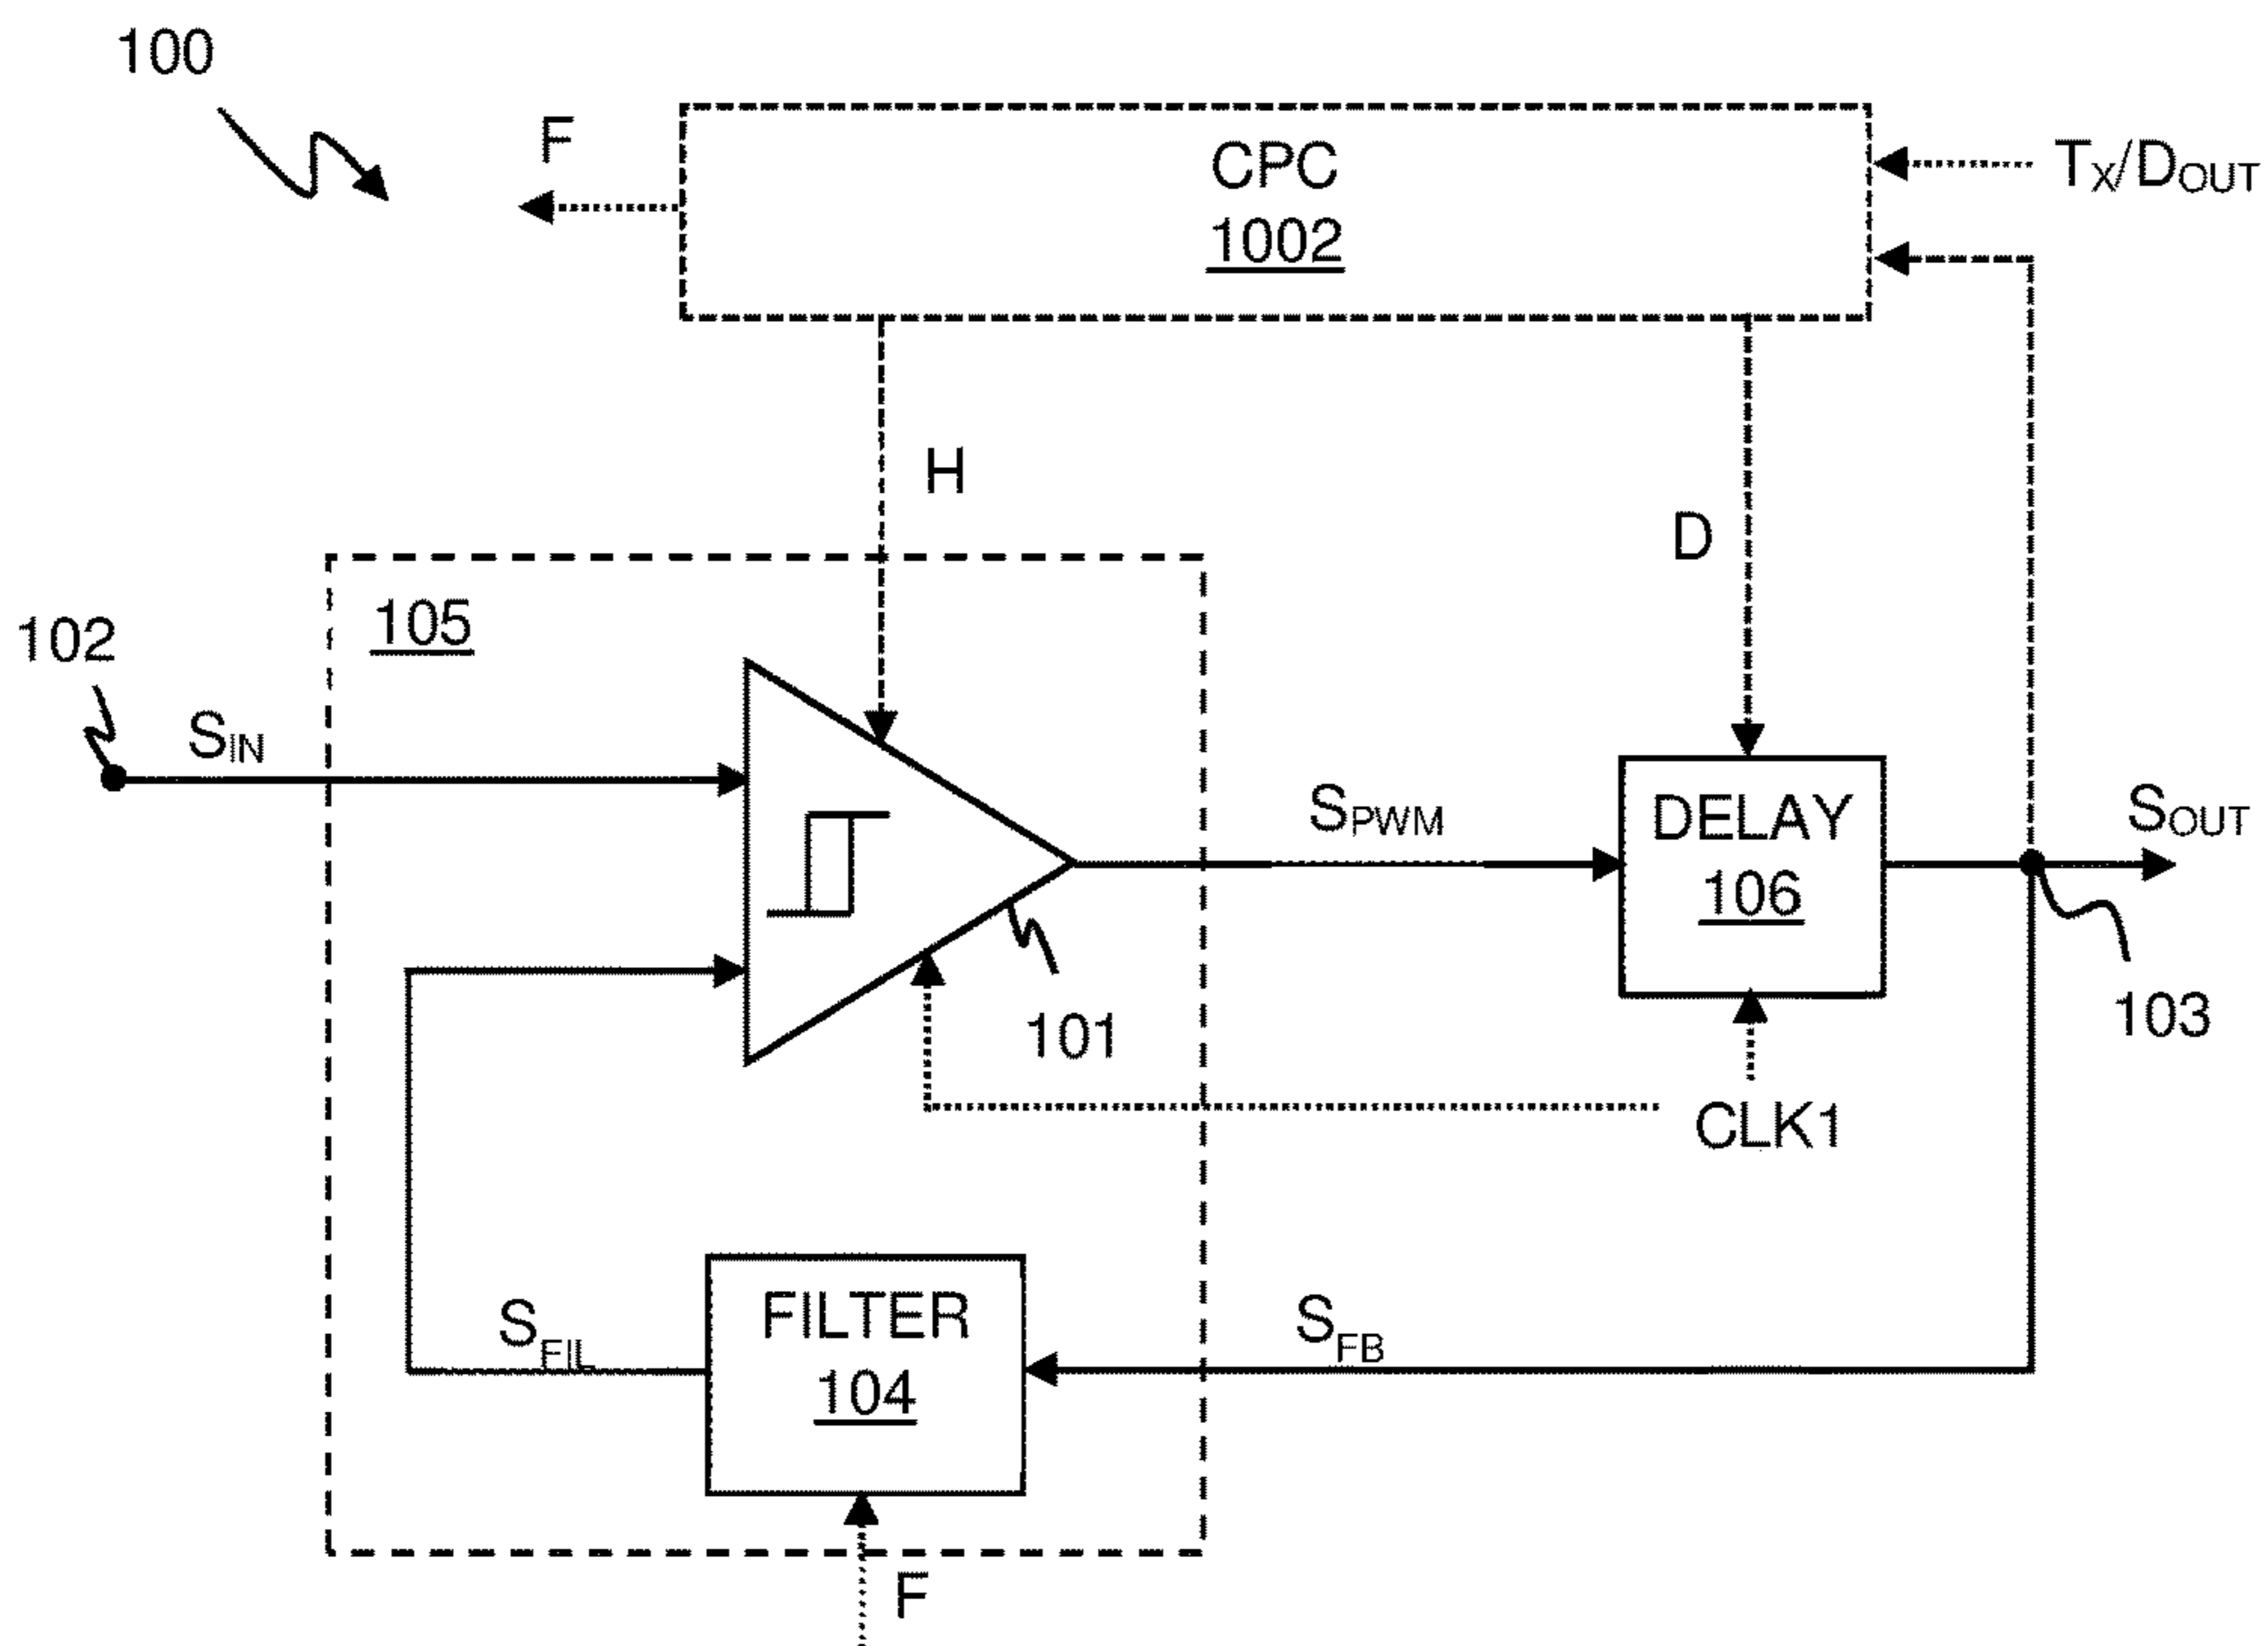 100
F
CPC
1002
TX/DOUT
H
D
105
102
SIN
SPWM
DELAY
106
SOUT
103
101
CLK1
FILTER
104
SFIL
SFB
F